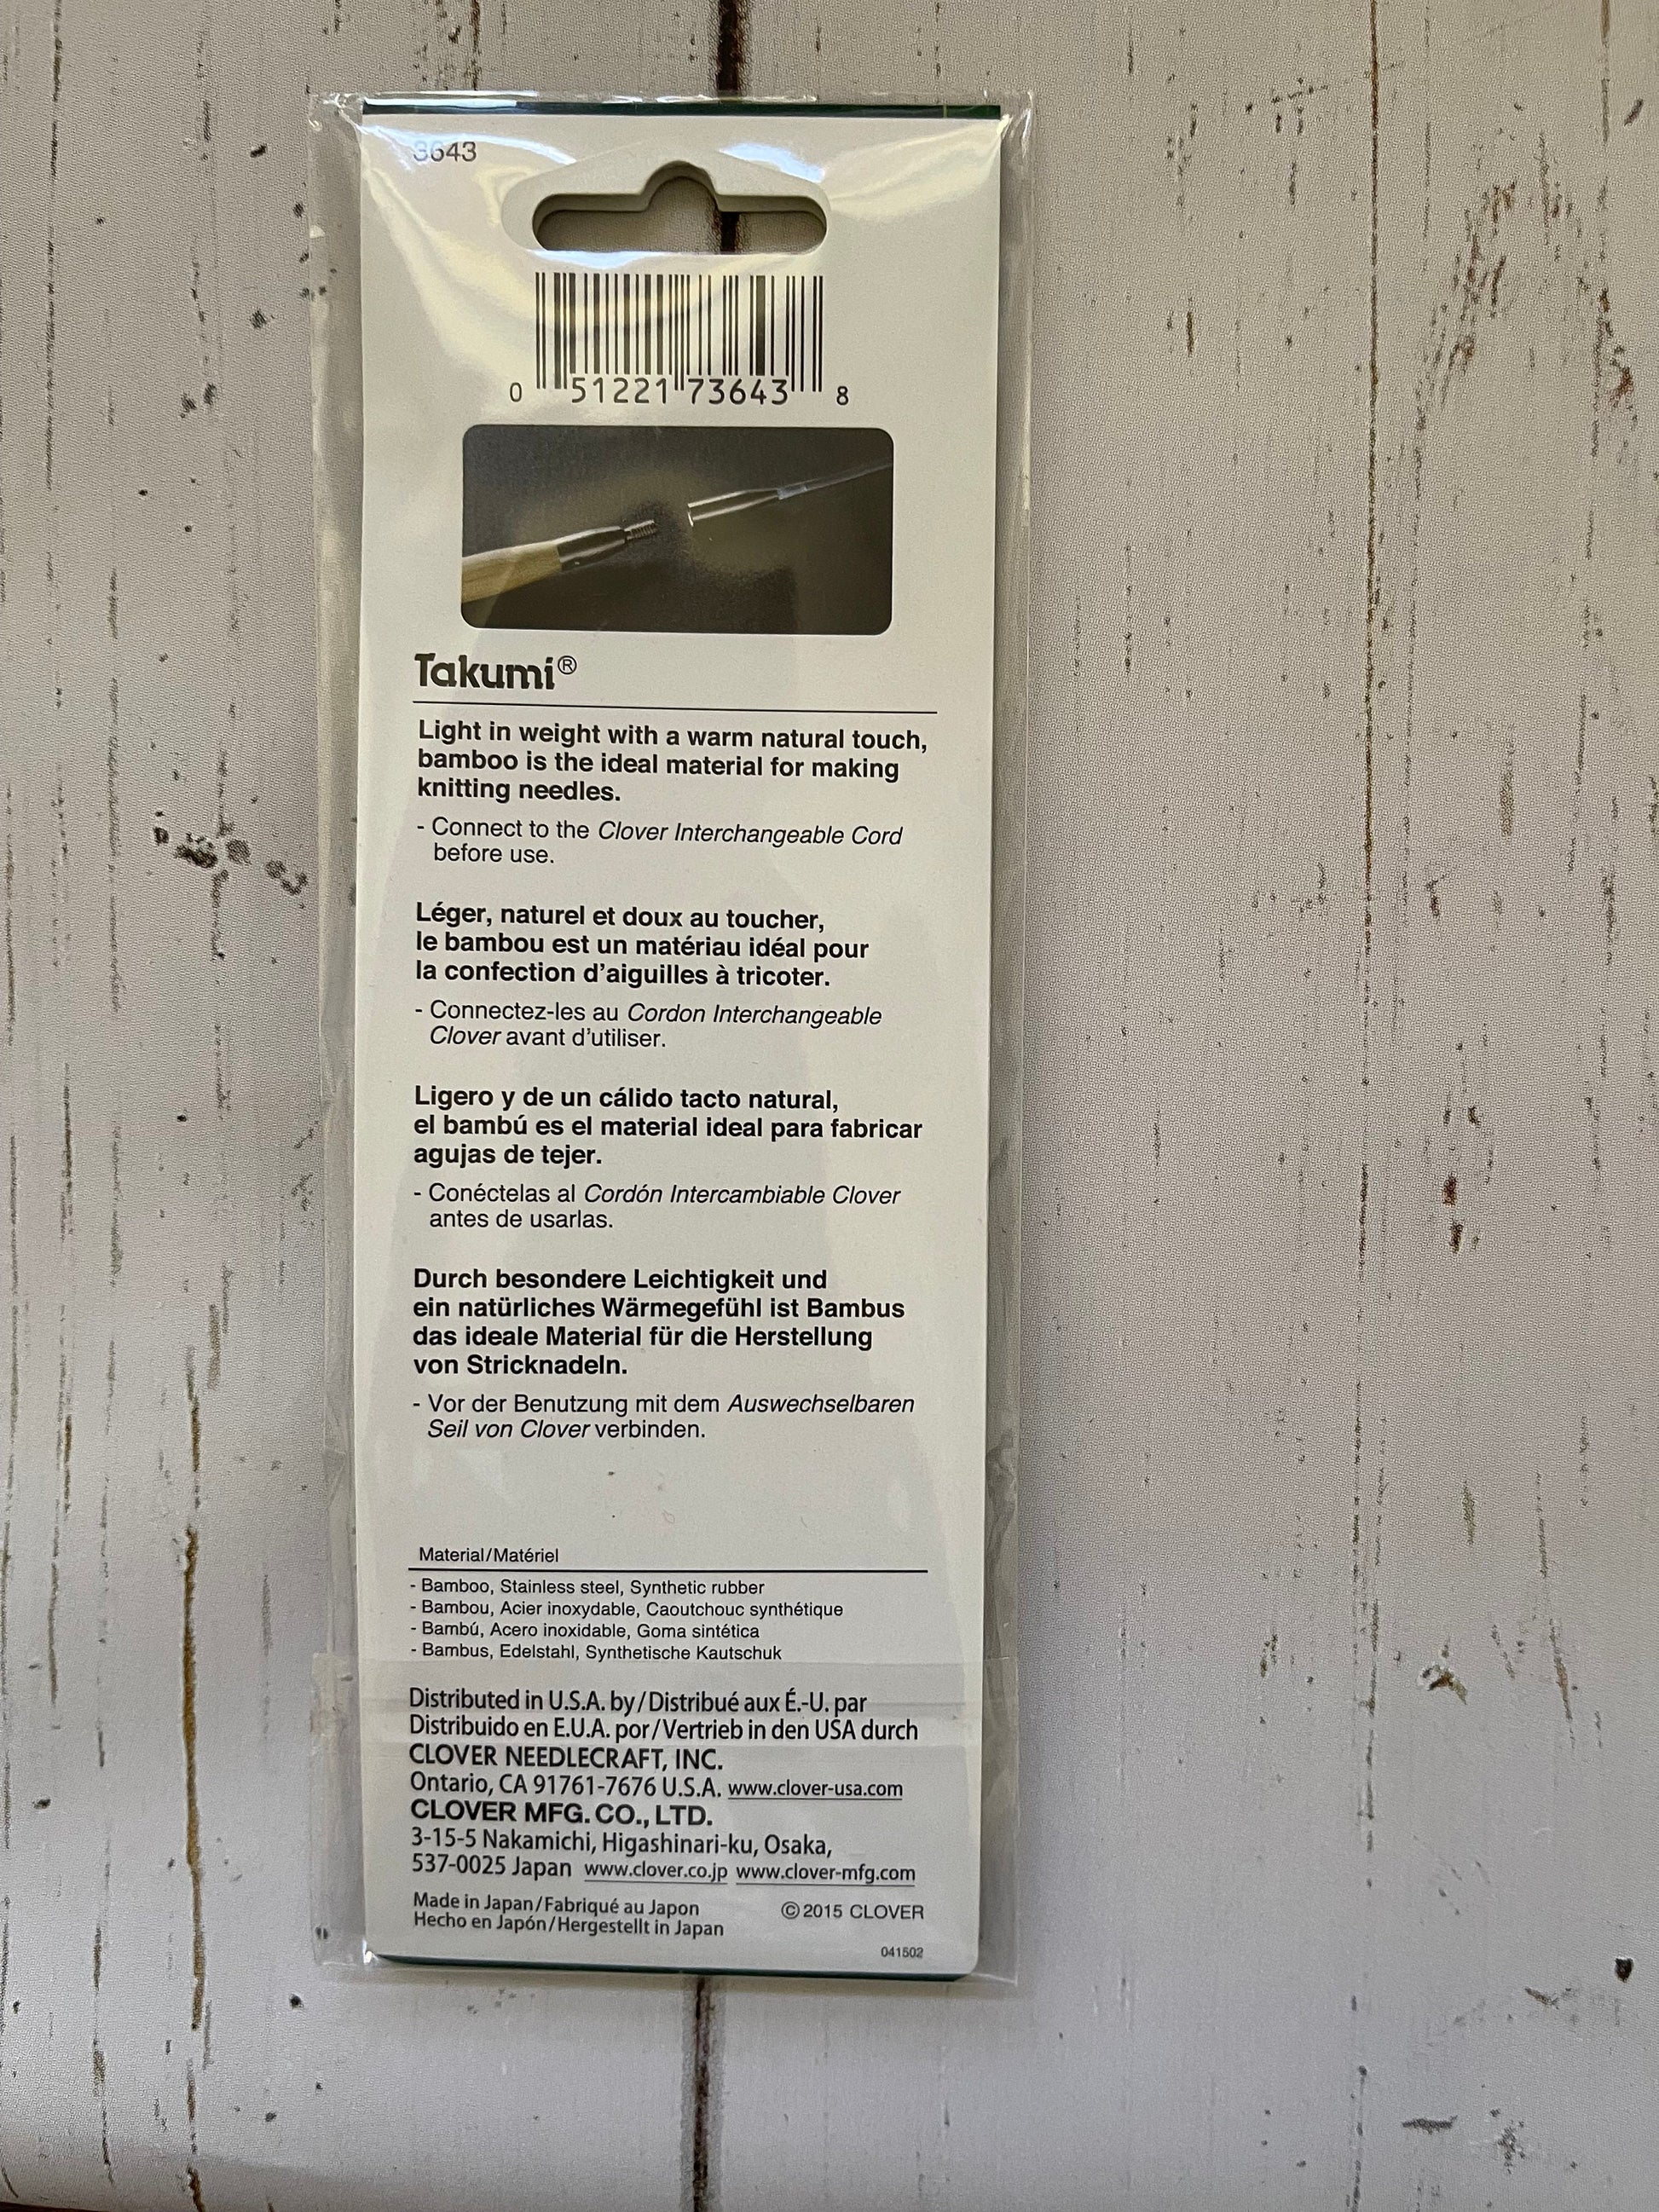 3643
0 51221 73643 8
Takumi®
Light in weight with a warm natural touch,
bamboo is the ideal material for making
knitting needles.
- Connect to the Clover Interchangeable Cord
before use.
Léger, naturel et doux au toucher,
le bambou est un matériau idéal pour
la confection d'aiguilles à tricoter.
- Connectez-les au Cordon Interchangeable
Clover avant d'utiliser.
Ligero y de un cálido tacto natural,
el bambú es el material ideal para fabricar
agujas de tejer.
- Conéctelas al Cordón Intercambiable Clover
antes de usarlas.
Durch besondere Leichtigkeit und
ein natürliches Wärmegefühl ist Bambus
das ideale Material für die Herstellung
von Stricknadeln.
- Vor der Benutzung mit dem Auswechselbaren
Seil von Clover verbinden.
Material/Matériel
- Bamboo, Stainless steel, Synthetic rubber
- Bambou, Acier inoxydable, Caoutchouc synthétique
- Bambú, Acero inoxidable, Goma sintética
- Bambus, Edelstahl, Synthetische Kautschuk
Distributed in U.S.A. by/Distribué aux É.-U. par
Distribuido en E.U.A. por/Vertrieb in den USA durch
CLOVER NEEDLECRAFT, INC.
Ontario, CA 91761-7676 U.S.A. www.clover-usa.com
CLOVER MFG. CO., LTD.
3-15-5 Nakamichi, Higashinari-ku, Osaka,
537-0025 Japan www.clover.co.jp www.clover-mfg.com
Made in Japan/Fabriqué au Japon
Hecho en Japón/Hergestellt in Japan
©2015 CLOVER
041502